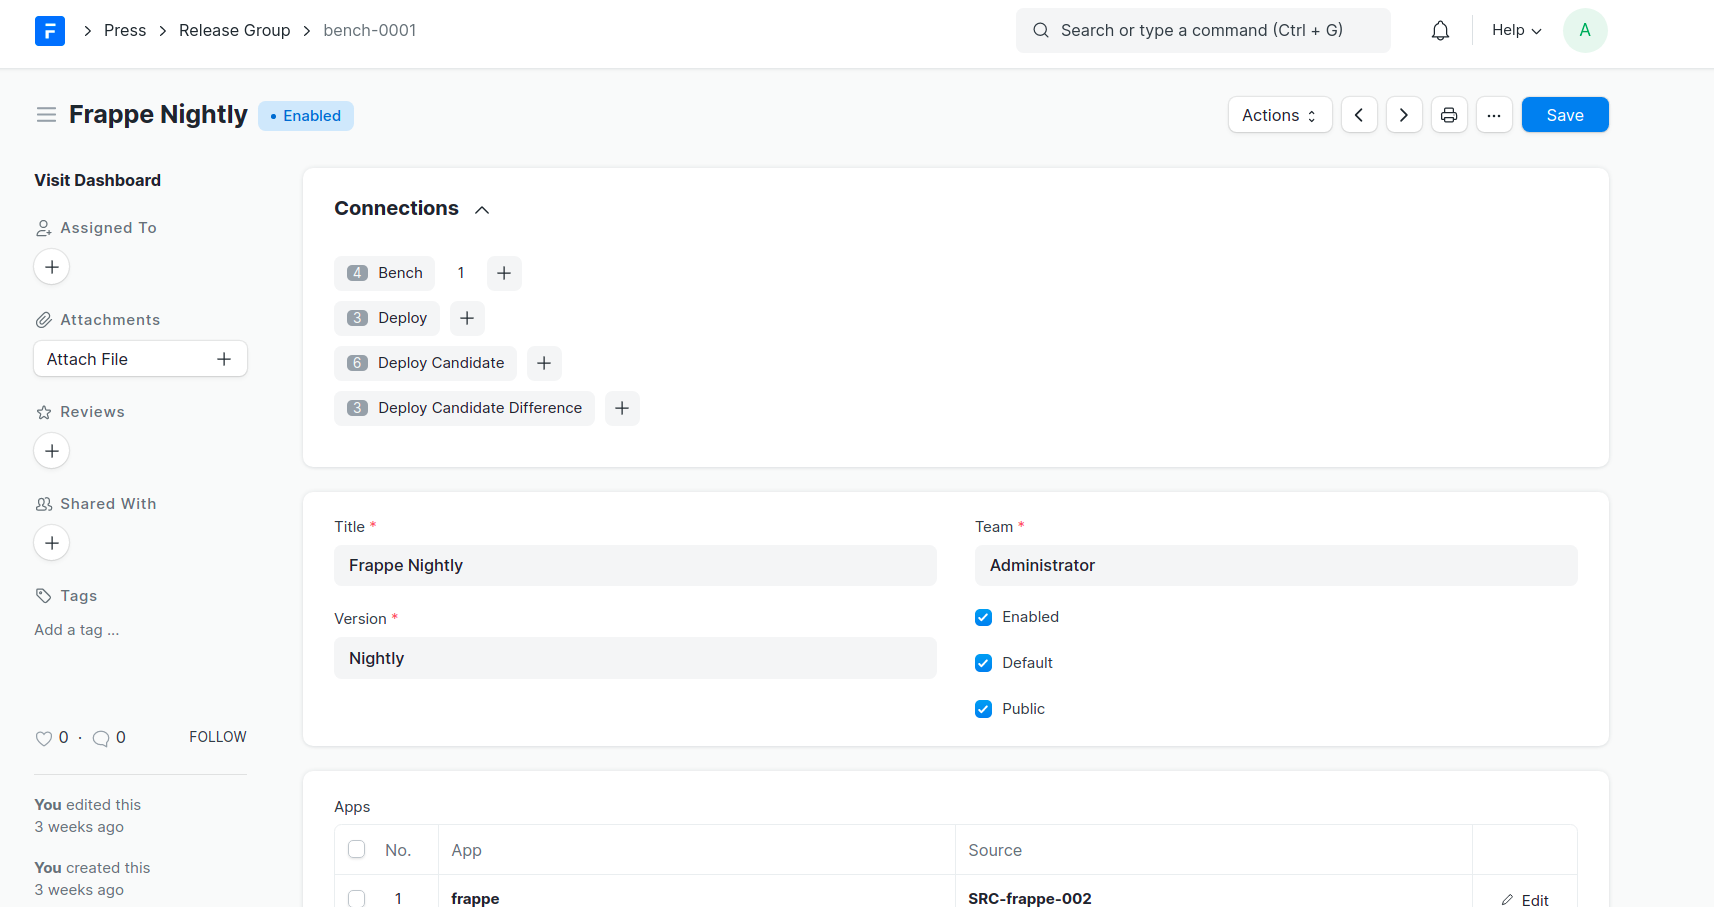 F Press Release Group bench-0001 Search or type a command (Ctrl + G) Help A
Frappe Nightly Enabled Actions ... Save
Visit Dashboard
Assigned To
Attachments
Attach File
Reviews
Shared With
Tags
Add a tag ...
0 · 0 FOLLOW
You edited this
3 weeks ago
You created this
3 weeks ago
Connections
4 Bench 1 +
3 Deploy +
6 Deploy Candidate +
3 Deploy Candidate Difference +
Title *
Frappe Nightly
Version *
Nightly
Team *
Administrator
Enabled
Default
Public
Apps
No. App Source
1 frappe SRC-frappe-002 Edit